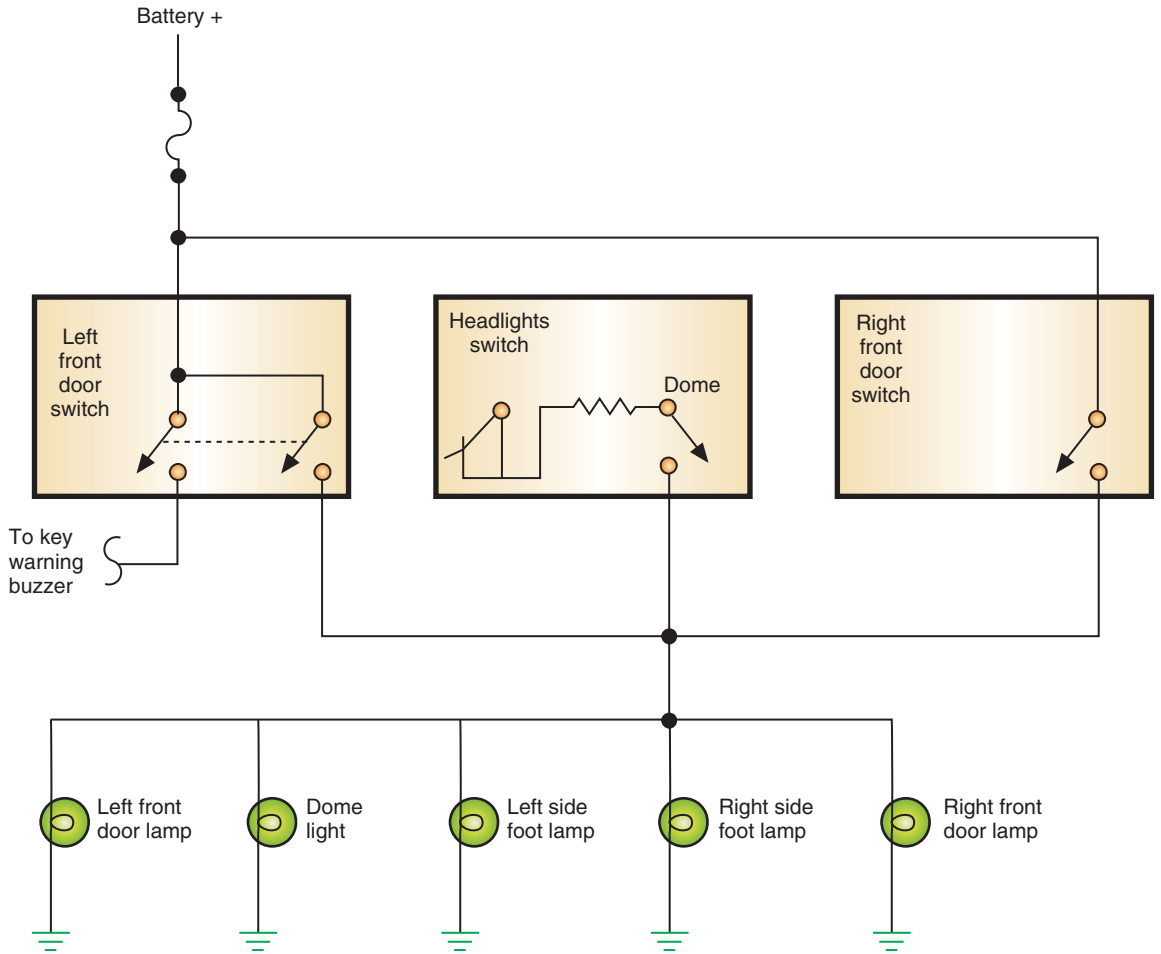 Battery +
Left
front
door
switch
Headlights
switch
Dome
Right
front
door
switch
To key
warning
buzzer
Left front
door lamp
Dome
light
Left side
foot lamp
Right side
foot lamp
Right front
door lamp